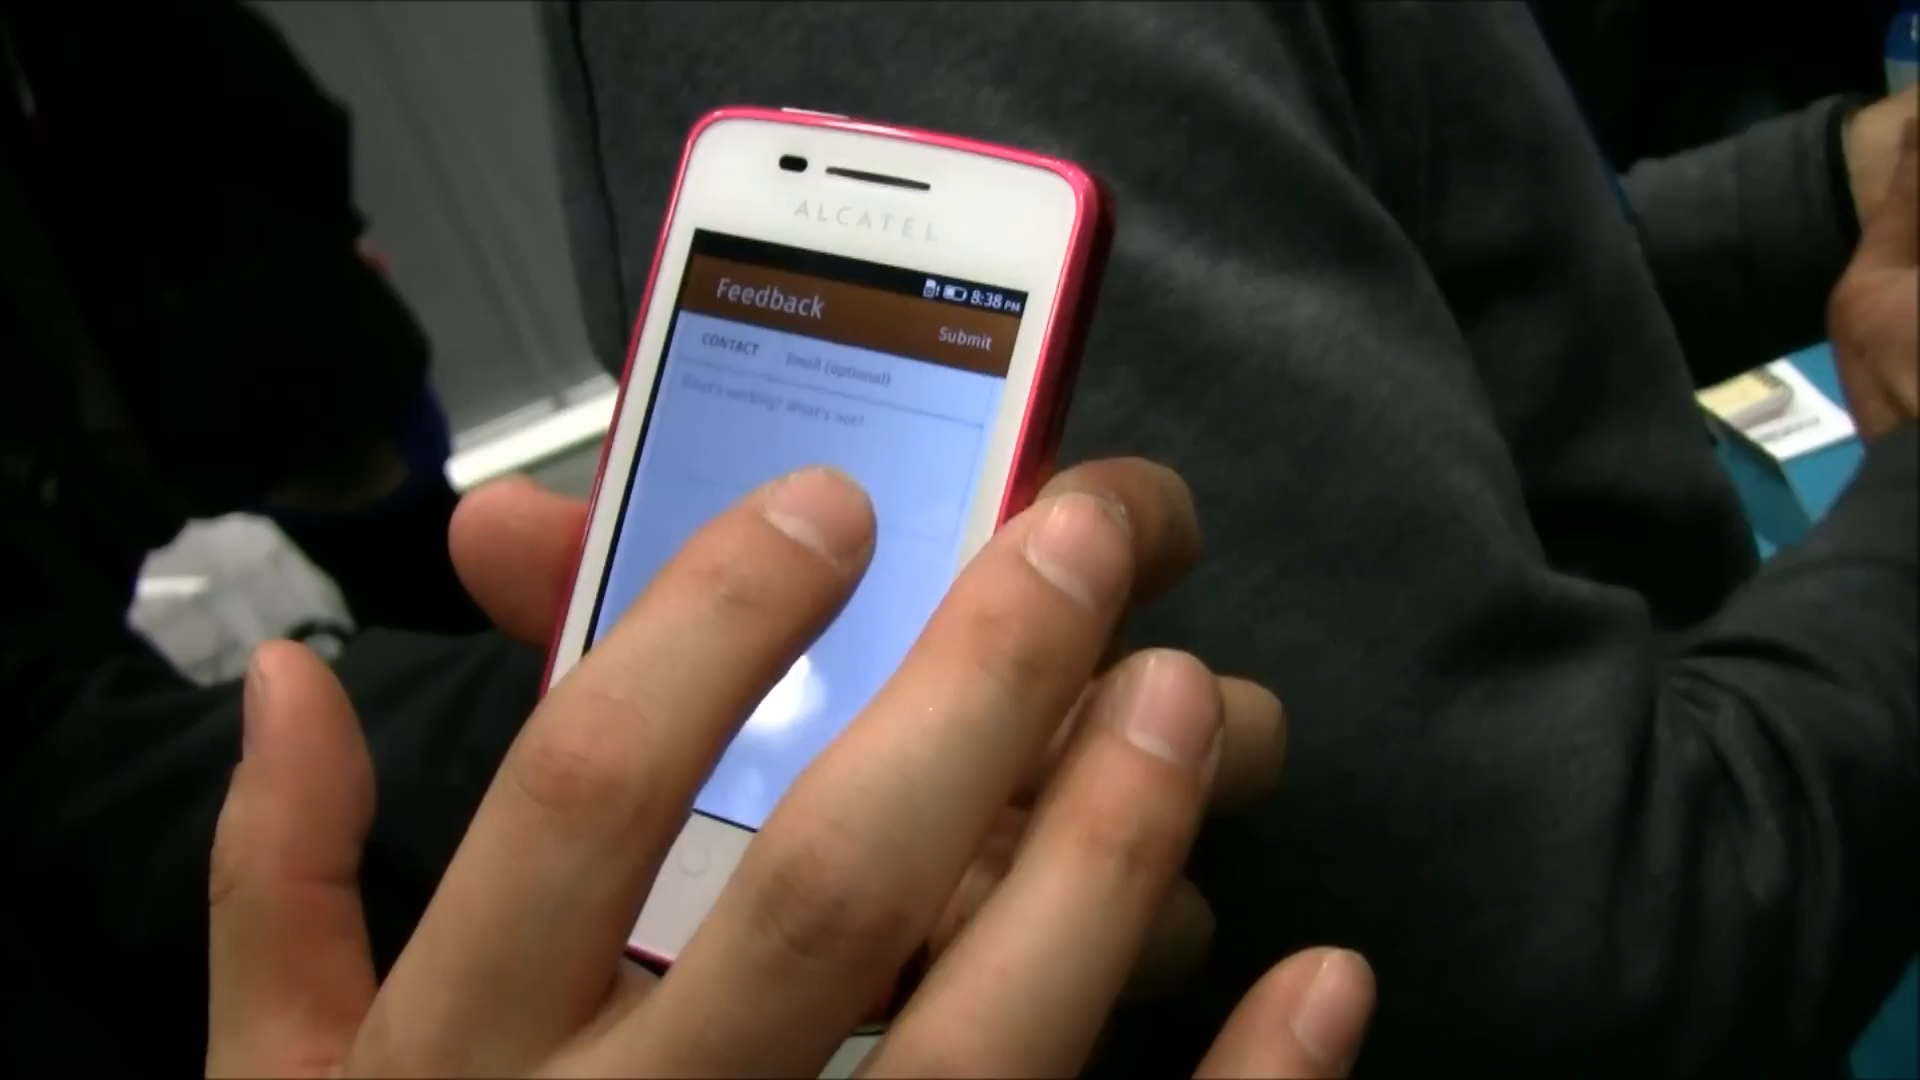 ALCATEL
8:38 PM
Feedback
Submit
CONTACT Email (optional)
What's working? What's not?